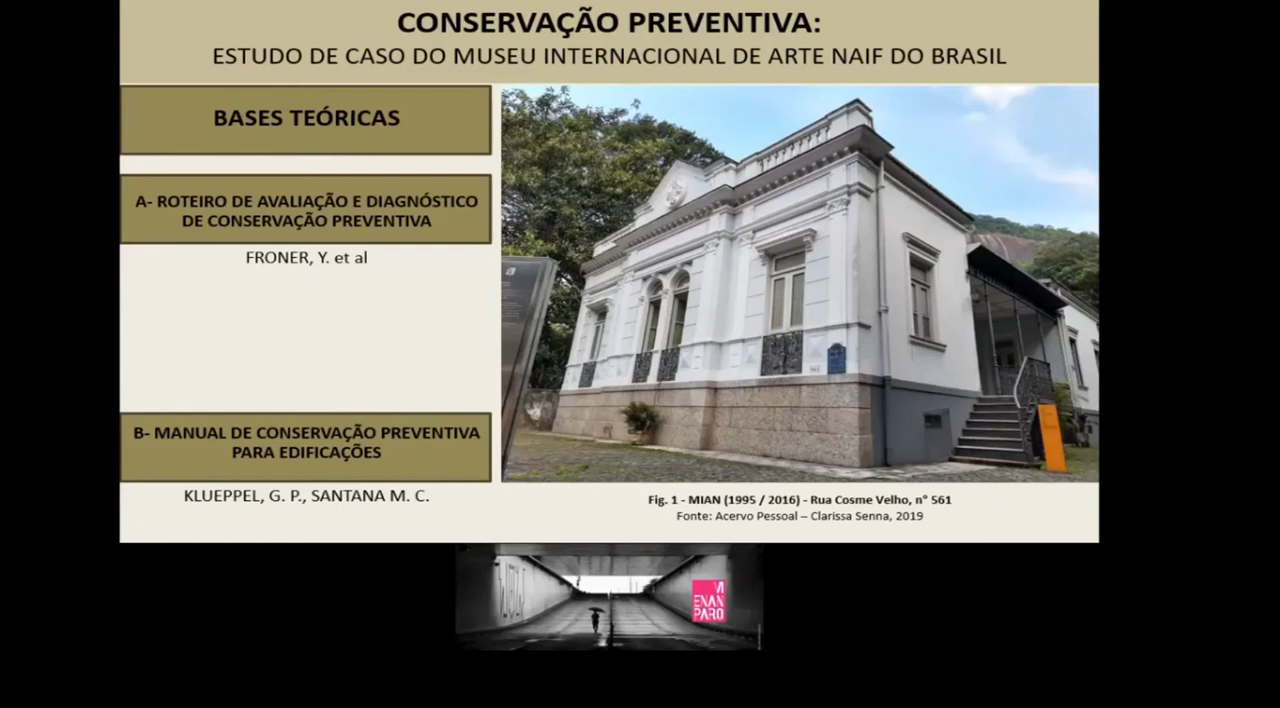 CONSERVAÇÃO PREVENTIVA:
ESTUDO DE CASO DO MUSEU INTERNACIONAL DE ARTE NAIF DO BRASIL
BASES TEÓRICAS
A- ROTEIRO DE AVALIAÇÃO E DIAGNÓSTICO
DE CONSERVAÇÃO PREVENTIVA
FRONER, Y. et al
B- MANUAL DE CONSERVAÇÃO PREVENTIVA
PARA EDIFICAÇÕES
KLUEPPEL, G. P., SANTANA M. C.
Fig. 1 - MIAN (1995 / 2016) - Rua Cosme Velho, n° 561
Fonte: Acervo Pessoal – Clarissa Senna, 2019
VI
ENAN
PARQ